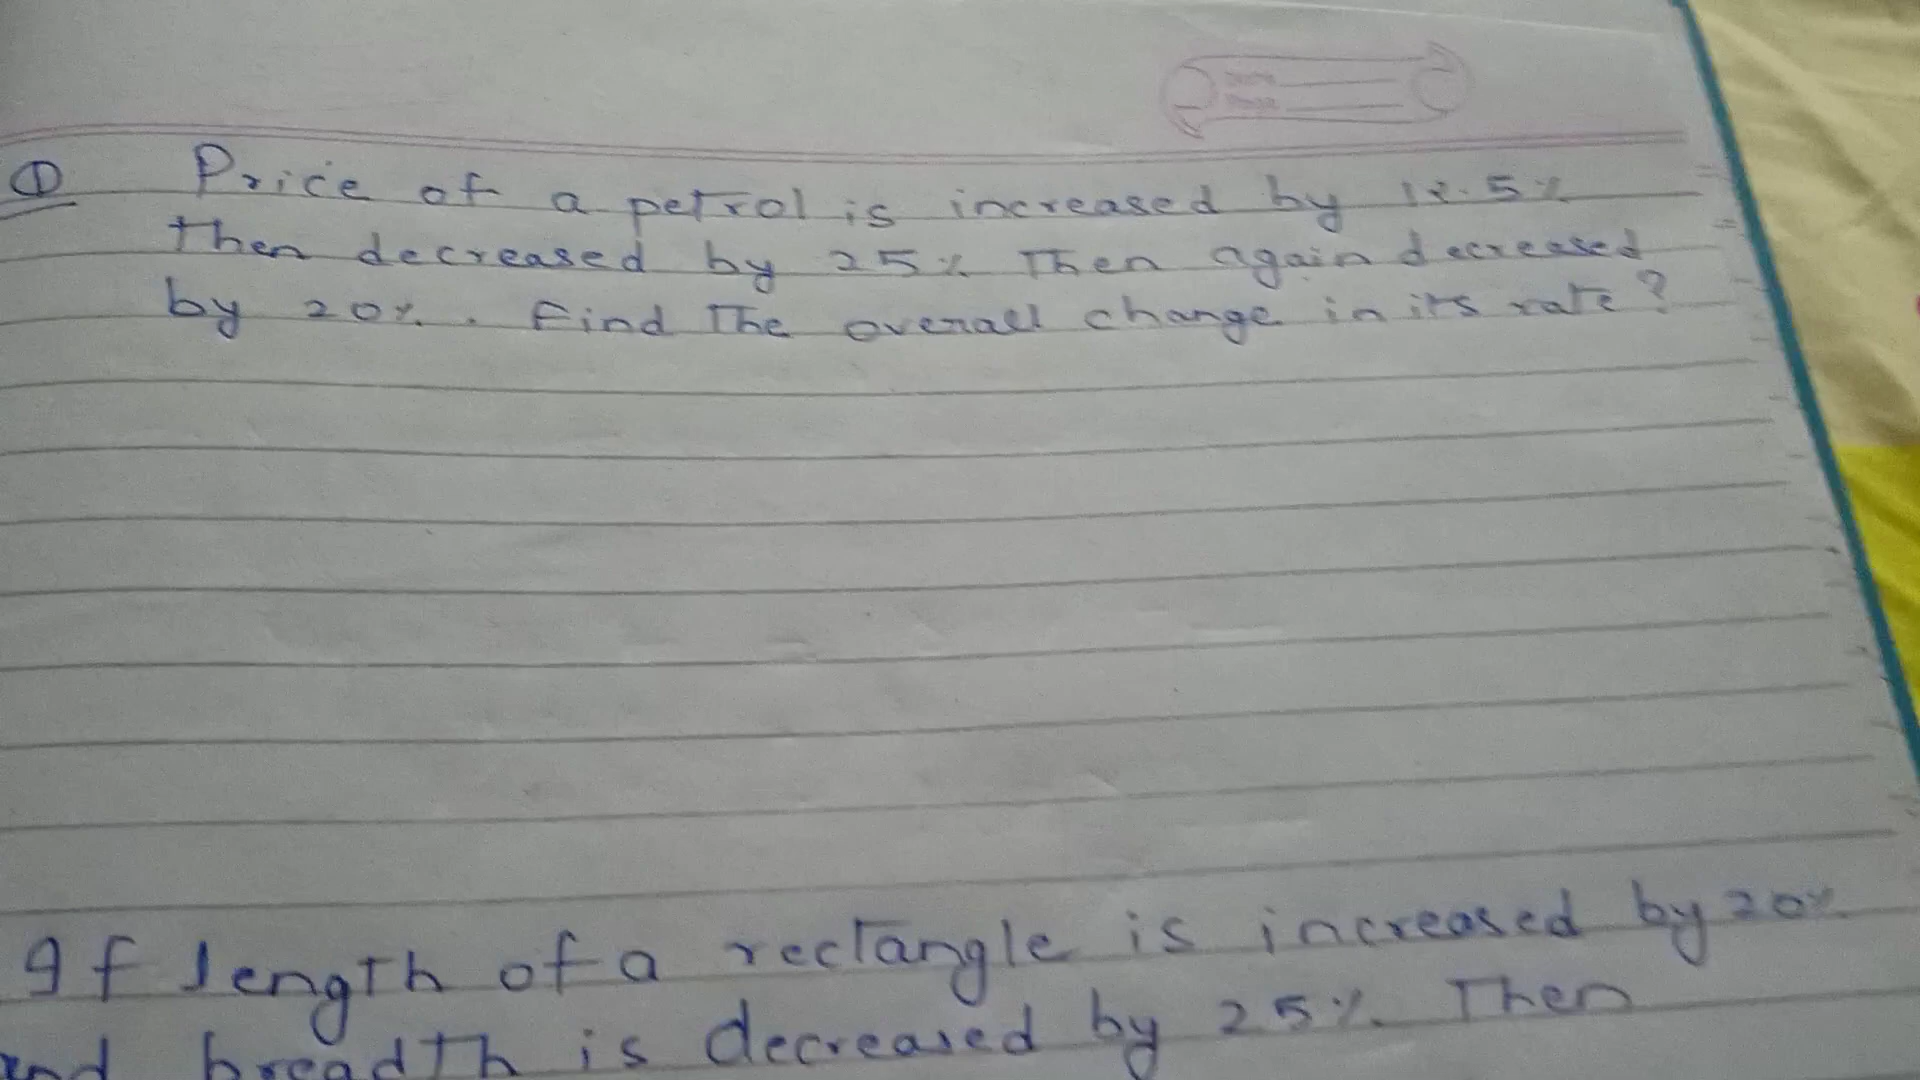 ① Price of a petrol is increased by 12.5%
then decreased by 25% Then again decreased
by 20%. Find The overall change in its rate?
If length of a rectangle is increased by 20%
and breadth is decreased by 25%. Then